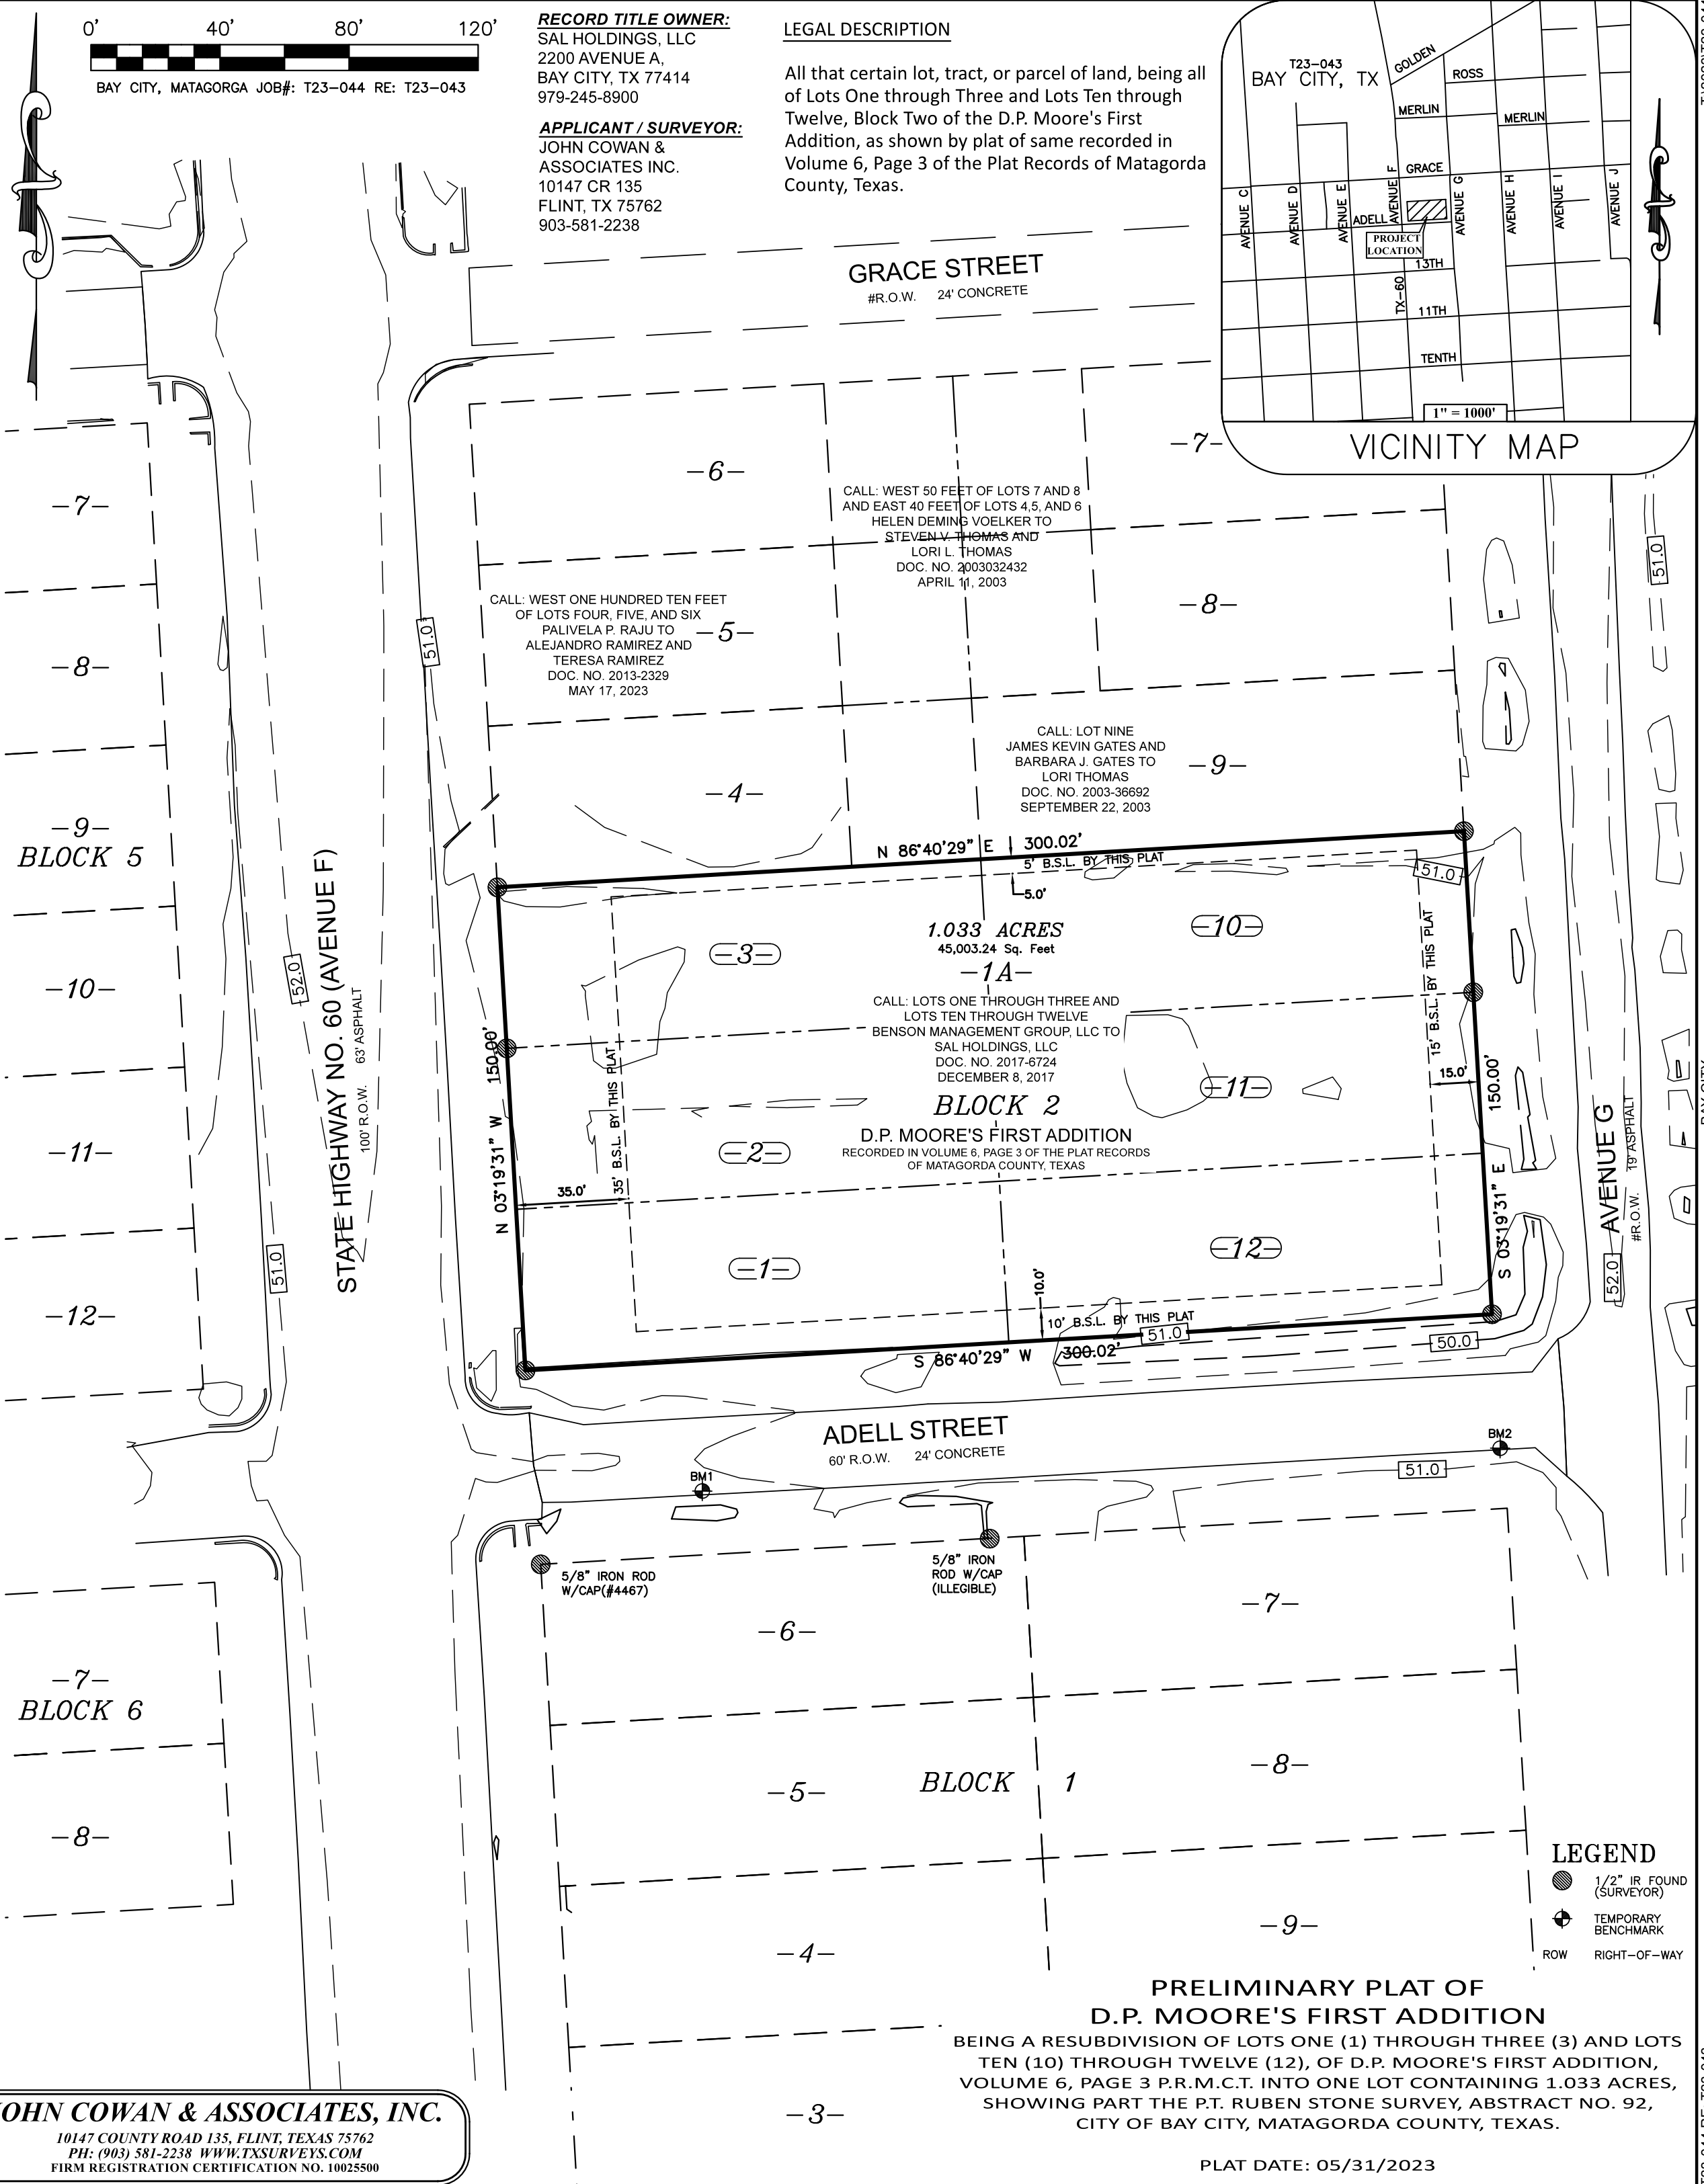 0' 40' 80' 120'
BAY CITY, MATAGORGA JOB#: T23-044 RE: T23-043
RECORD TITLE OWNER:
SAL HOLDINGS, LLC
2200 AVENUE A,
BAY CITY, TX 77414
979-245-8900
APPLICANT / SURVEYOR:
JOHN COWAN &
ASSOCIATES INC.
10147 CR 135
FLINT, TX 75762
903-581-2238
LEGAL DESCRIPTION
All that certain lot, tract, or parcel of land, being all
of Lots One through Three and Lots Ten through
Twelve, Block Two of the D.P. Moore's First
Addition, as shown by plat of same recorded in
Volume 6, Page 3 of the Plat Records of Matagorda
County, Texas.
T23-043
BAY CITY, TX
GOLDEN
ROSS
MERLIN
MERLIN
GRACE
AVENUE C
AVENUE D
AVENUE E
AVENUE F
AVENUE G
AVENUE H
AVENUE I
AVENUE J
ADELL
PROJECT
LOCATION
13TH
TX-60
11TH
TENTH
1" = 1000'
VICINITY MAP
GRACE STREET
#R.O.W. 24' CONCRETE
-6-
-7-
CALL: WEST 50 FEET OF LOTS 7 AND 8
AND EAST 40 FEET OF LOTS 4,5, AND 6
HELEN DEMING VOELKER TO
STEVEN V. THOMAS AND
LORI L. THOMAS
DOC. NO. 2003032432
APRIL 11, 2003
-7-
51.0
CALL: WEST ONE HUNDRED TEN FEET
OF LOTS FOUR, FIVE, AND SIX
PALIVELA P. RAJU TO
ALEJANDRO RAMIREZ AND
TERESA RAMIREZ
DOC. NO. 2013-2329
MAY 17, 2023
-5-
-8-
51.0
-8-
CALL: LOT NINE
JAMES KEVIN GATES AND
BARBARA J. GATES TO
LORI THOMAS
DOC. NO. 2003-36692
SEPTEMBER 22, 2003
-9-
-4-
-9-
BLOCK 5
N 86°40'29" E 300.02'
5' B.S.L. BY THIS PLAT
5.0'
51.0
1.033 ACRES
45,003.24 Sq. Feet
-1A-
-3-
-10-
CALL: LOTS ONE THROUGH THREE AND
LOTS TEN THROUGH TWELVE
BENSON MANAGEMENT GROUP, LLC TO
SAL HOLDINGS, LLC
DOC. NO. 2017-6724
DECEMBER 8, 2017
BLOCK 2
D.P. MOORE'S FIRST ADDITION
RECORDED IN VOLUME 6, PAGE 3 OF THE PLAT RECORDS
OF MATAGORDA COUNTY, TEXAS
-10-
52.0
STATE HIGHWAY NO. 60 (AVENUE F)
100' R.O.W. 63' ASPHALT
N 03°19'31" W 150.00'
35' B.S.L. BY THIS PLAT
35.0'
15' B.S.L. BY THIS PLAT
15.0'
S 03°19'31" E 150.00'
-11-
-11-
-2-
AVENUE G
#R.O.W. 19' ASPHALT
52.0
-12-
-1-
51.0
-12-
10.0'
10' B.S.L. BY THIS PLAT
51.0
50.0
S 86°40'29" W 300.02'
ADELL STREET
60' R.O.W. 24' CONCRETE
BM1
BM2
51.0
5/8" IRON ROD
W/CAP(#4467)
5/8" IRON
ROD W/CAP
(ILLEGIBLE)
-7-
-6-
-7-
BLOCK 6
-8-
-5-
BLOCK 1
-8-
-9-
-4-
-3-
LEGEND
1/2" IR FOUND
(SURVEYOR)
TEMPORARY
BENCHMARK
ROW RIGHT-OF-WAY
PRELIMINARY PLAT OF
D.P. MOORE'S FIRST ADDITION
BEING A RESUBDIVISION OF LOTS ONE (1) THROUGH THREE (3) AND LOTS
TEN (10) THROUGH TWELVE (12), OF D.P. MOORE'S FIRST ADDITION,
VOLUME 6, PAGE 3 P.R.M.C.T. INTO ONE LOT CONTAINING 1.033 ACRES,
SHOWING PART THE P.T. RUBEN STONE SURVEY, ABSTRACT NO. 92,
CITY OF BAY CITY, MATAGORDA COUNTY, TEXAS.
PLAT DATE: 05/31/2023
OHN COWAN & ASSOCIATES, INC.
10147 COUNTY ROAD 135, FLINT, TEXAS 75762
PH: (903) 581-2238 WWW.TXSURVEYS.COM
FIRM REGISTRATION CERTIFICATION NO. 10025500